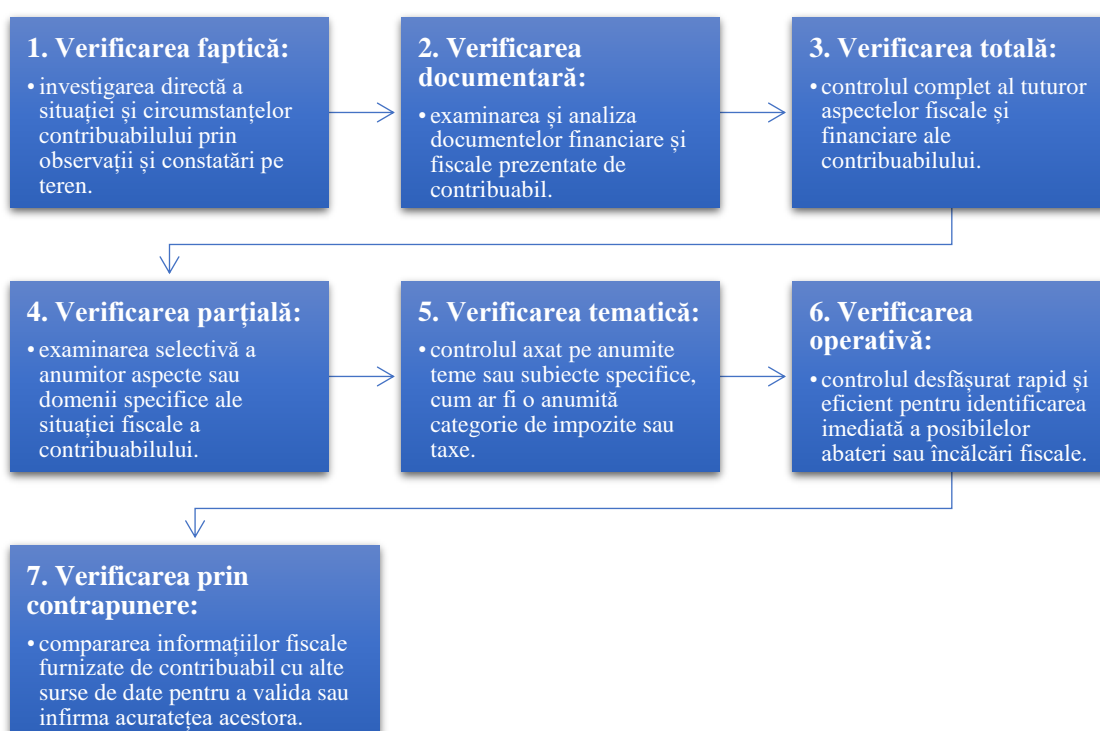 1. Verificarea faptică:
• investigarea directă a
situației și circumstanțelor
contribuabilului prin
observații și constatări pe
teren.
2. Verificarea
documentară:
• examinarea și analiza
documentelor financiare și
fiscale prezentate de
contribuabil.
3. Verificarea totală:
• controlul complet al tuturor
aspectelor fiscale și
financiare ale
contribuabilului.
4. Verificarea parțială:
• examinarea selectivă a
anumitor aspecte sau
domenii specifice ale
situației fiscale a
contribuabilului.
5. Verificarea tematică:
• controlul axat pe anumite
teme sau subiecte specifice,
cum ar fi o anumită
categorie de impozite sau
taxe.
6. Verificarea
operativă:
• controlul desfășurat rapid și
eficient pentru identificarea
imediată a posibilelor
abateri sau încălcări fiscale.
7. Verificarea prin
contrapunere:
• compararea informațiilor fiscale
furnizate de contribuabil cu alte
surse de date pentru a valida sau
infirma acuratețea acestora.